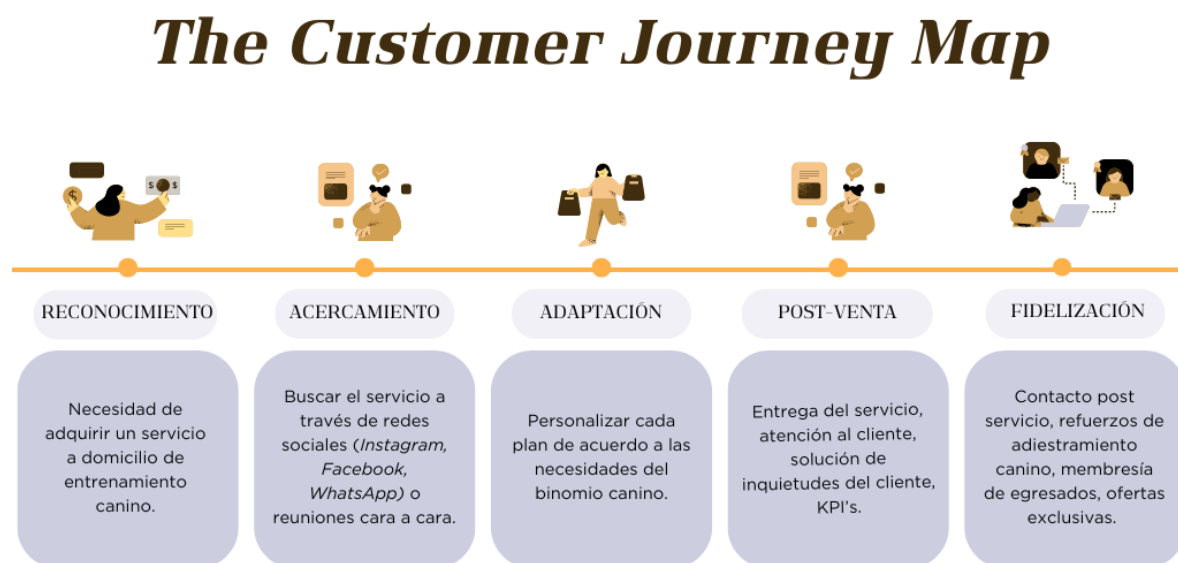 The Customer Journey Map
$
$ $
RECONOCIMIENTO
Necesidad de
adquirir un servicio
a domicilio de
entrenamiento
canino.
ACERCAMIENTO
Buscar el servicio a
través de redes
sociales (Instagram,
Facebook,
WhatsApp) o
reuniones cara a cara.
ADAPTACIÓN
Personalizar cada
plan de acuerdo a las
necesidades del
binomio canino.
POST-VENTA
Entrega del servicio,
atención al cliente,
solución de
inquietudes del cliente,
KPI's.
FIDELIZACIÓN
Contacto post
servicio, refuerzos de
adiestramiento
canino, membresía
de egresados, ofertas
exclusivas.